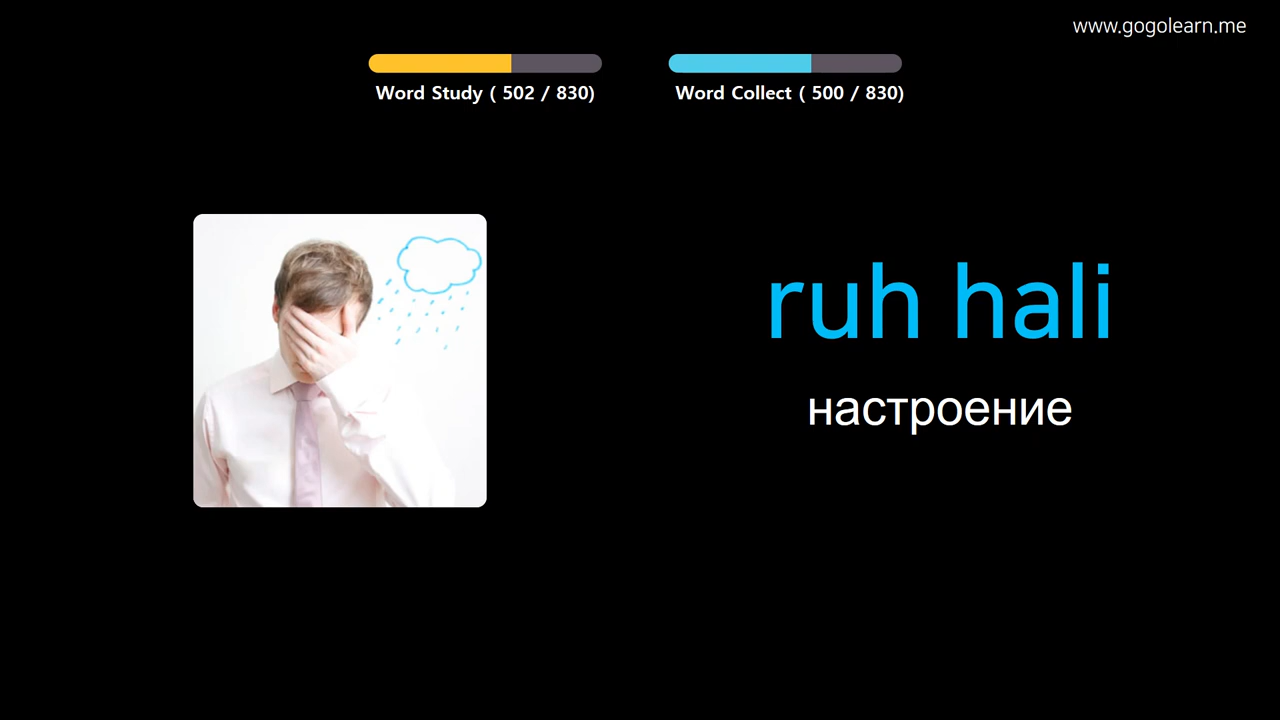 www.gogolearn.me
Word Study ( 502 / 830)
Word Collect ( 500 / 830)
ruh hali
настроение